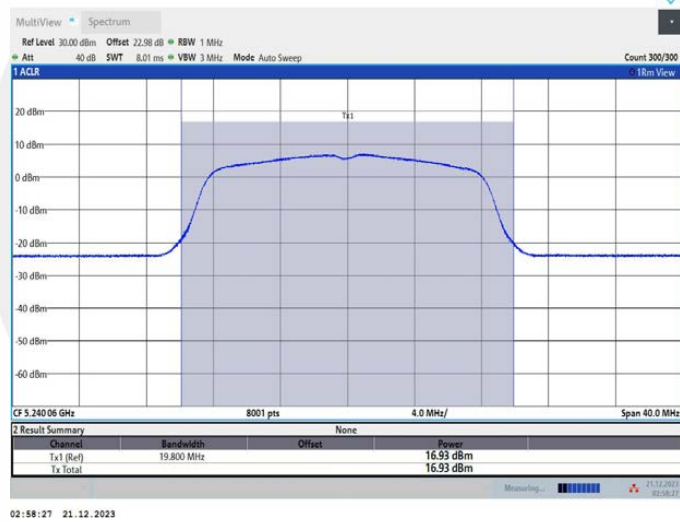 MultiView Spectrum
Ref Level 30.00 dBm Offset 22.98 dB RBW 1 MHz
Att 40 dB SWT 8.01 ms VBW 3 MHz Mode Auto Sweep Count 300/300
1 ACLR 1Rm View
Tx1
20 dBm
10 dBm
0 dBm
-10 dBm
-20 dBm
-30 dBm
-40 dBm
-50 dBm
-60 dBm
CF 5.240 06 GHz 8001 pts 4.0 MHz/ Span 40.0 MHz
2 Result Summary None
Channel Bandwidth Offset Power
Tx1 (Ref) 19.800 MHz 16.93 dBm
Tx Total 16.93 dBm
Measuring... 21.12.2023
02:58:27
02:58:27 21.12.2023